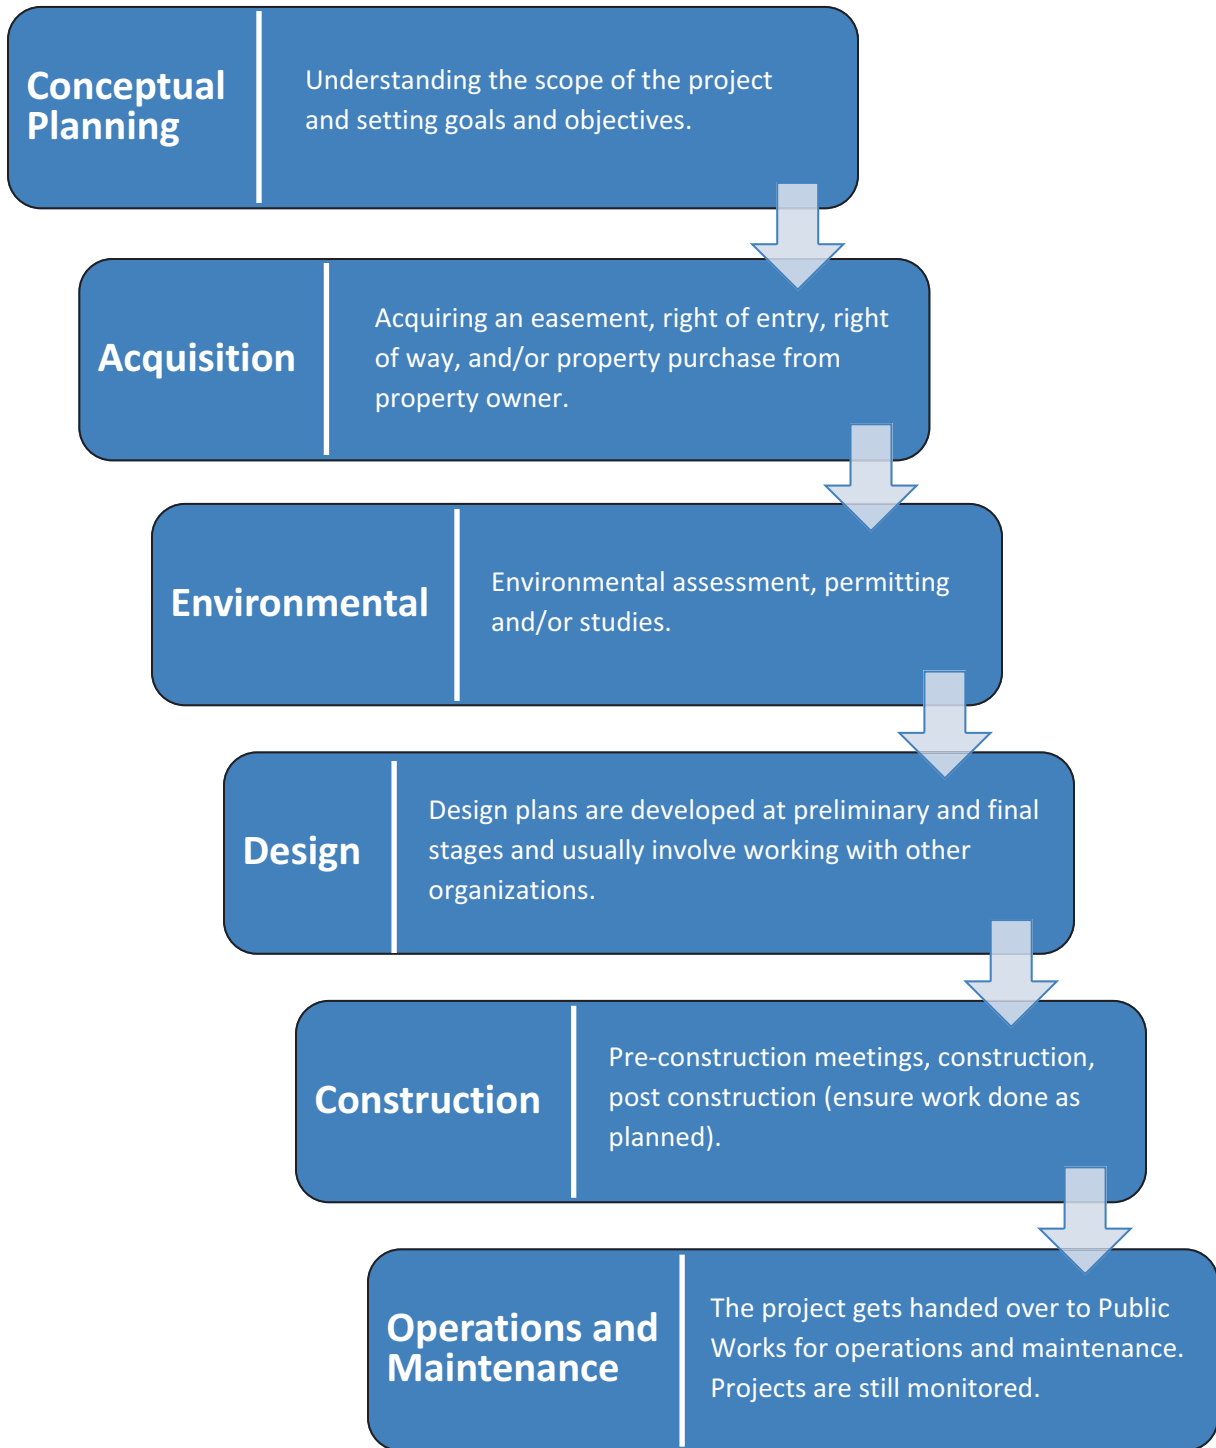 Conceptual
Planning
Understanding the scope of the project
and setting goals and objectives.
Acquisition
Acquiring an easement, right of entry, right
of way, and/or property purchase from
property owner.
Environmental
Environmental assessment, permitting
and/or studies.
Design
Design plans are developed at preliminary and final
stages and usually involve working with other
organizations.
Construction
Pre-construction meetings, construction,
post construction (ensure work done as
planned).
Operations and
Maintenance
The project gets handed over to Public
Works for operations and maintenance.
Projects are still monitored.